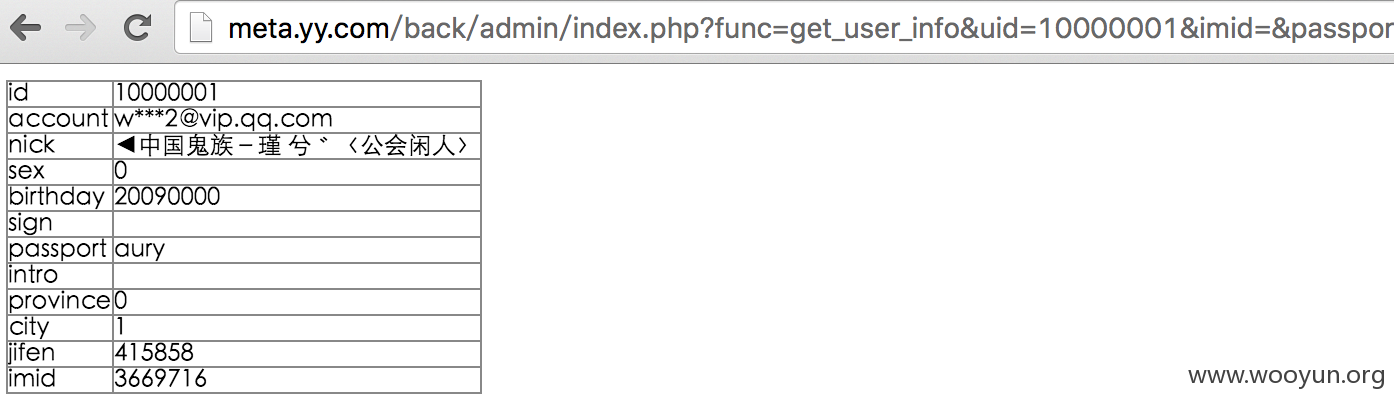 meta.yy.com/back/admin/index.php?func=get_user_info&uid=10000001&imid=&passpor
id 10000001
account w***2@vip.qq.com
nick ◀中国鬼族－瑾 兮〝〈公会闲人〉
sex 0
birthday 20090000
sign
passport aury
intro
province 0
city 1
jifen 415858
imid 3669716
www.wooyun.org